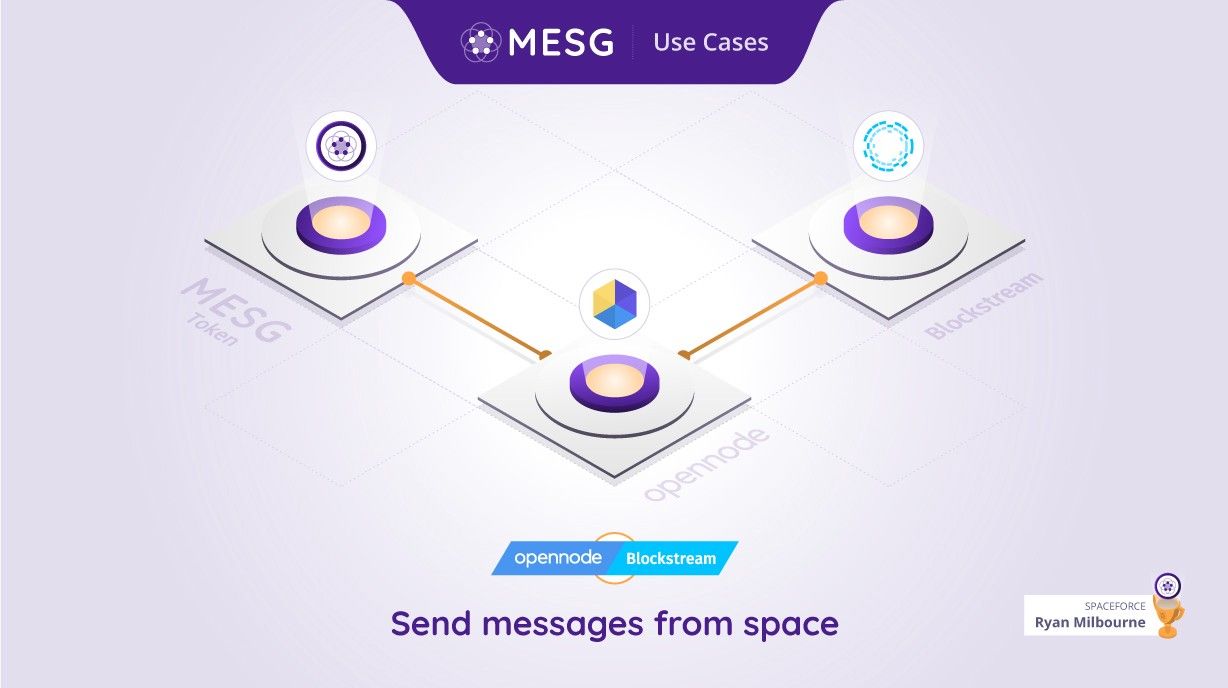 MESG
Use Cases
MESG
Token
Blockstream
opennode
opennode
Blockstream
Send messages from space
SPACEFORCE
Ryan Milbourne